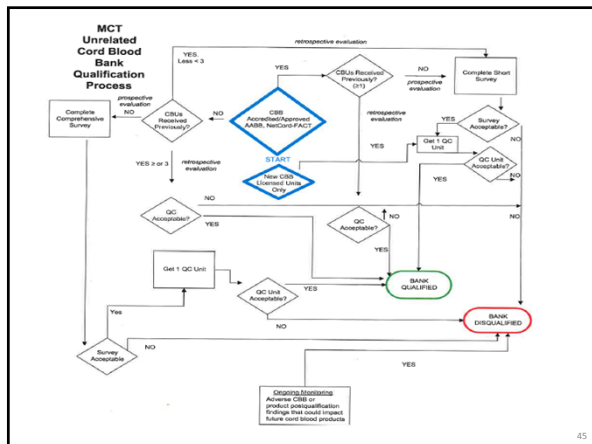 MCT
Unrelated
Cord Blood
Bank
Qualification
Process
retrospective evaluation
YES,
Less < 3
YES
CBUs Received
Previously?
(≥1)
NO
prospective
evaluation
Complete Short
Survey
Complete
Comprehensive
Survey
prospective
evaluation
NO
CBUs
Received
Previously?
NO
CBB
Accredited/Approved
AABB, NetCord-FACT
retrospective
evaluation
Survey
Acceptable?
YES
NO
Get 1 QC
Unit
YES
QC Unit
Acceptable?
YES
NO
START
New CBB
Licensed Units
Only
YES ≥ or 3
retrospective
evaluation
QC
Acceptable?
NO
YES
QC
Acceptable?
NO
YES
NO
Get 1 QC Unit
QC Unit
Acceptable?
YES
NO
BANK
QUALIFIED
BANK
DISQUALIFIED
Yes
Survey
Acceptable
NO
YES
Ongoing Monitoring
Adverse CBB or
product postqualification
findings that could impact
future cord blood products
45